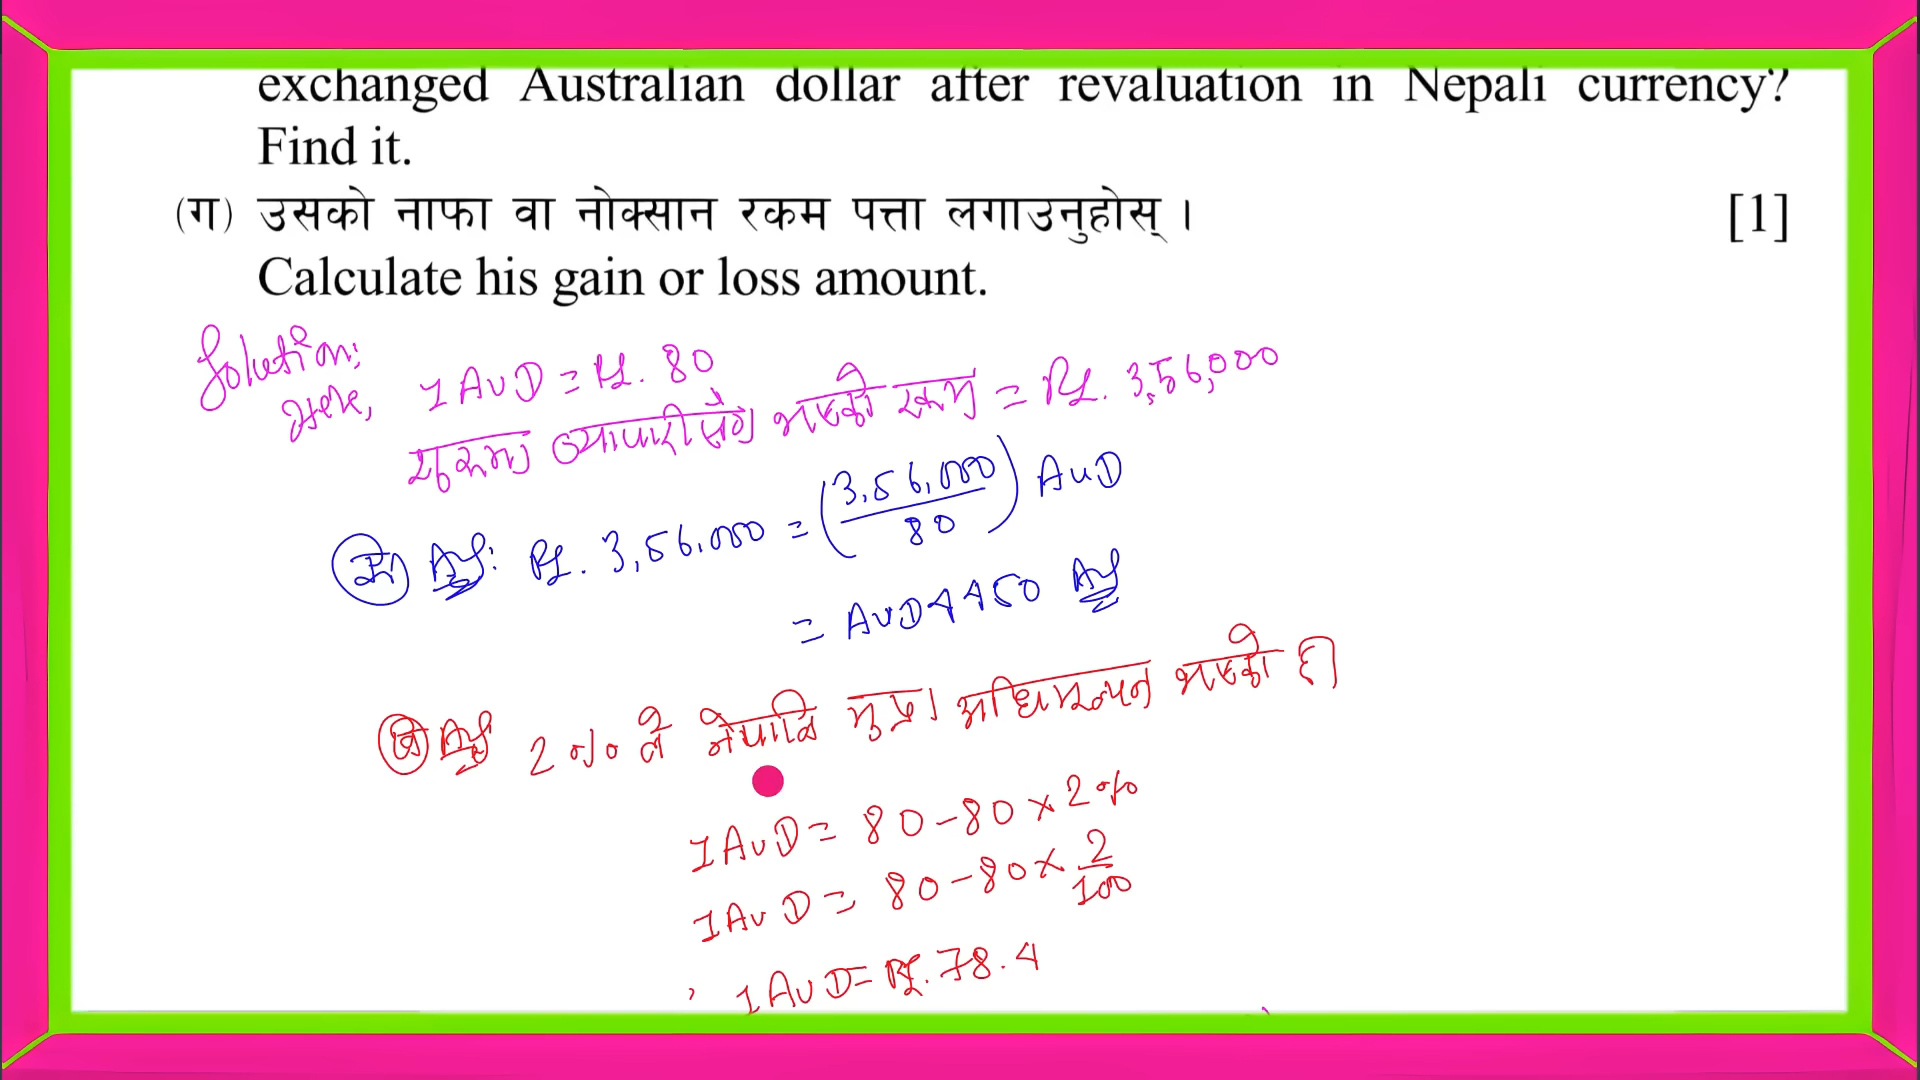 exchanged Australian dollar after revaluation in Nepali currency?
Find it.
(ग) उसको नाफा वा नोक्सान रकम पत्ता लगाउनुहोस् । [1]
Calculate his gain or loss amount.
Solution:
Here, 1 AUD = Rs. 80
व्यापारीसँग भएको रकम = Rs. 3,56,000
Ans: Rs. 3,56,000 = (3,56,000/80) AUD
= AUD 4450 Ans
Ans 2% ले नेपालि मुद्रा अधिमूल्यन भएको छ।
1 AUD = 80 - 80 × 2%
1 AUD = 80 - 80 × 2/100
, 1 AUD = Rs. 78.4